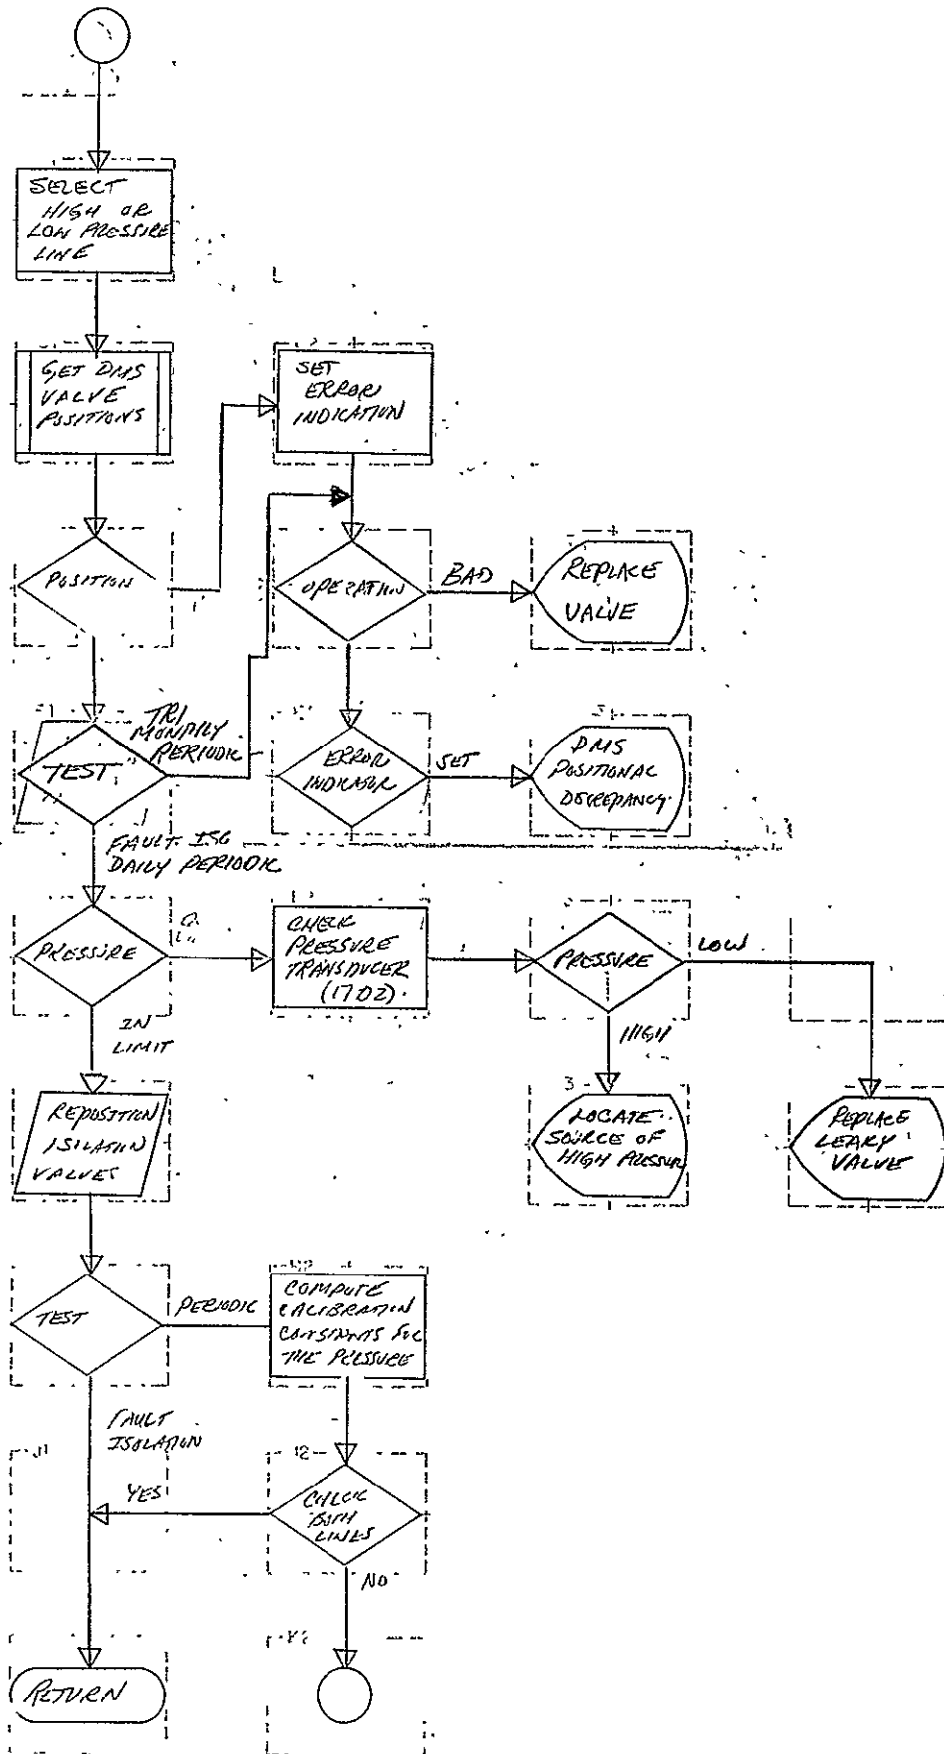 SELECT
HIGH OR
LOW PRESSURE
LINE
GET DMS
VALVE
POSITIONS
SET
ERROR
INDICATION
POSITION
OPERATION
BAD
REPLACE
VALVE
TEST
TRI
MONTHLY
PERIODIC
ERROR
INDICATOR
SET
DMS
POSITIONAL
DISCREPANCY
FAULT ISO
DAILY PERIODIC
PRESSURE
CHECK
PRESSURE
TRANSDUCER
(1702)
PRESSURE
LOW
IN
LIMIT
HIGH
REPOSITION
ISOLATION
VALVES
3
LOCATE
SOURCE OF
HIGH PRESSUR
REPLACE
LEAKY
VALVE
TEST
PERIODIC
COMPUTE
CALIBRATION
CONSTANTS FOR
THE PRESSURE
FAULT
ISOLATION
YES
CHECK
BOTH
LINES
NO
RETURN